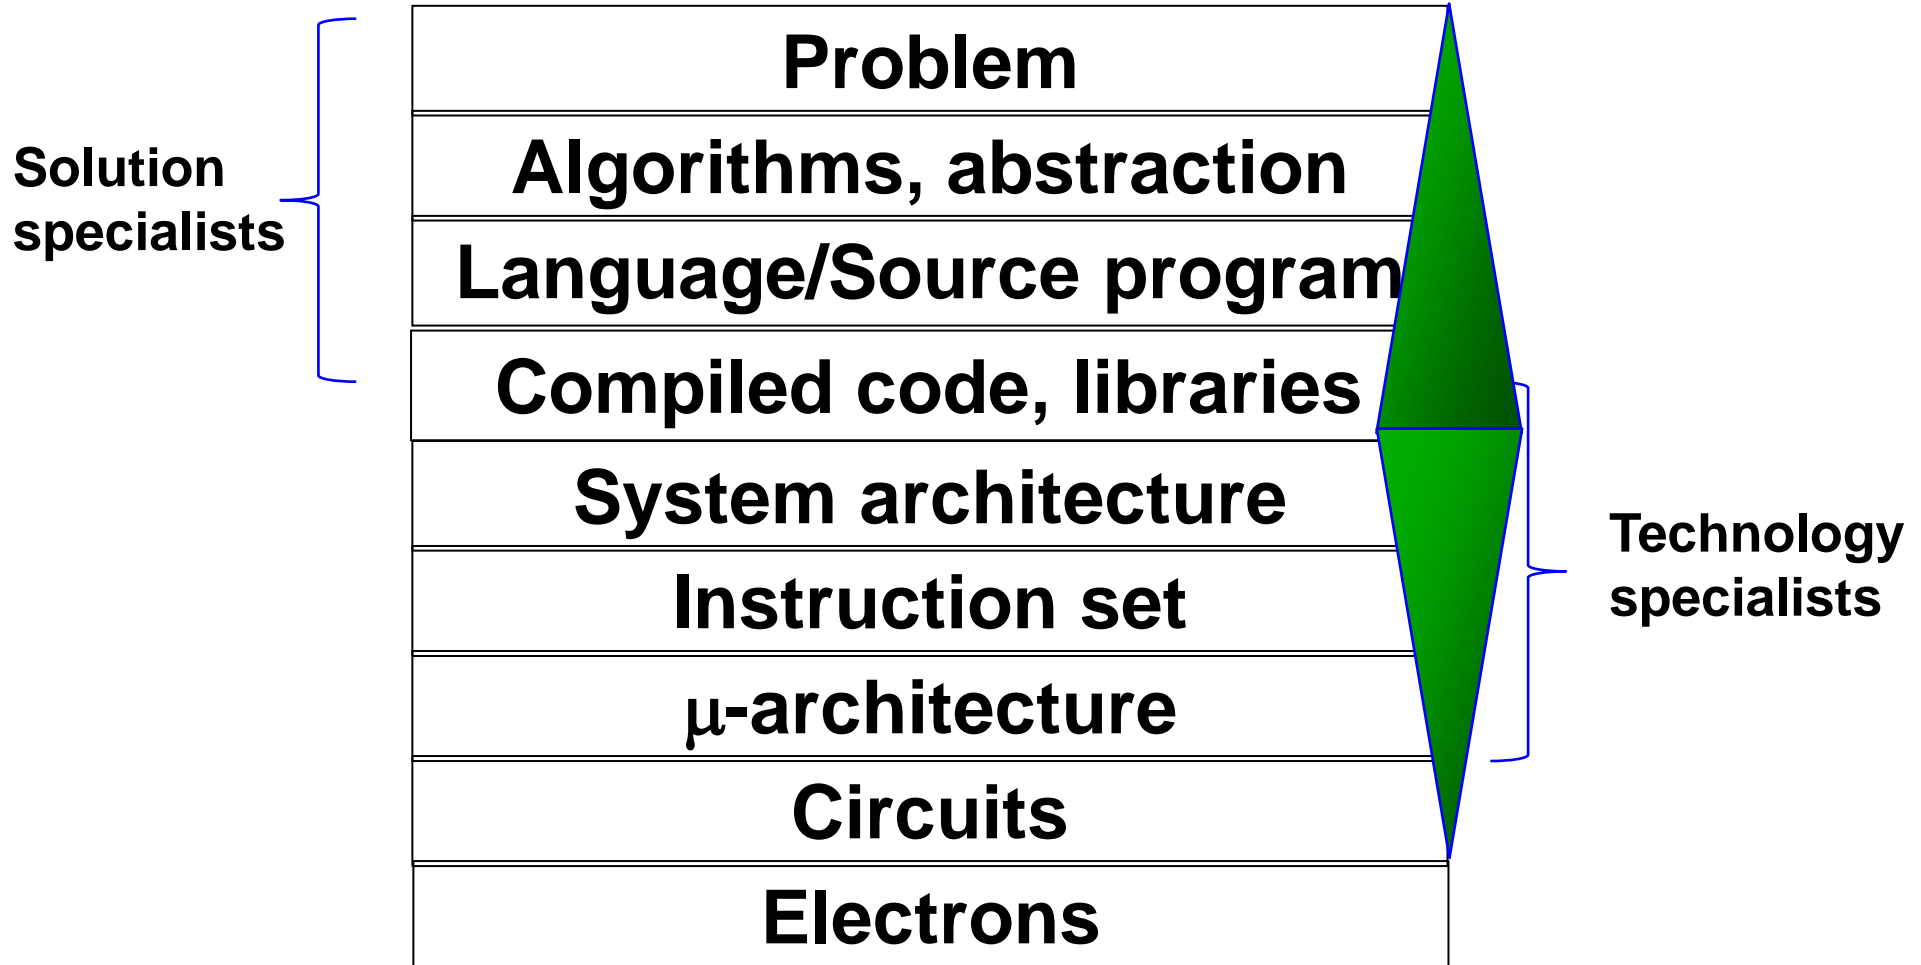 Problem
Algorithms, abstraction
Solution
specialists
Language/Source program
Compiled code, libraries
System architecture
Technology
specialists
Instruction set
μ-architecture
Circuits
Electrons